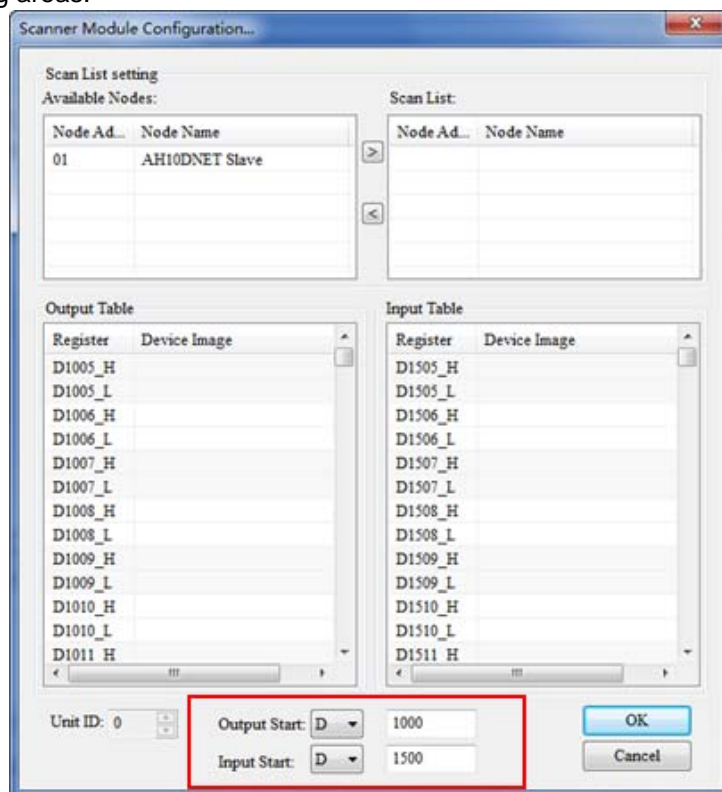 g areas.
Scanner Module Configuration...
Scan List setting
Available Nodes:
Scan List:
Node Ad... Node Name
Node Ad... Node Name
01 AH10DNET Slave
>
<
Output Table
Input Table
Register Device Image
Register Device Image
D1005_H
D1505_H
D1005_L
D1505_L
D1006_H
D1506_H
D1006_L
D1506_L
D1007_H
D1507_H
D1007_L
D1507_L
D1008_H
D1508_H
D1008_L
D1508_L
D1009_H
D1509_H
D1009_L
D1509_L
D1010_H
D1510_H
D1010_L
D1510_L
D1011_H
D1511_H
Unit ID: 0
Output Start: D 1000
OK
Input Start: D 1500
Cancel